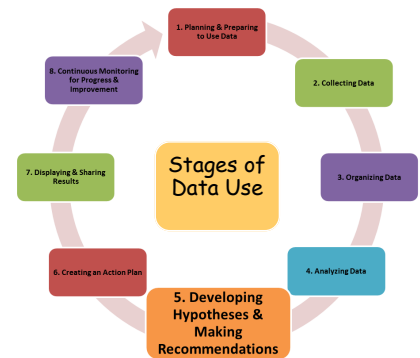 1. Planning & Preparing
to Use Data
2. Collecting Data
3. Organizing Data
4. Analyzing Data
5. Developing
Hypotheses &
Making
Recommendations
6. Creating an Action Plan
7. Displaying & Sharing
Results
8. Continuous Monitoring
for Progress &
Improvement
Stages of
Data Use